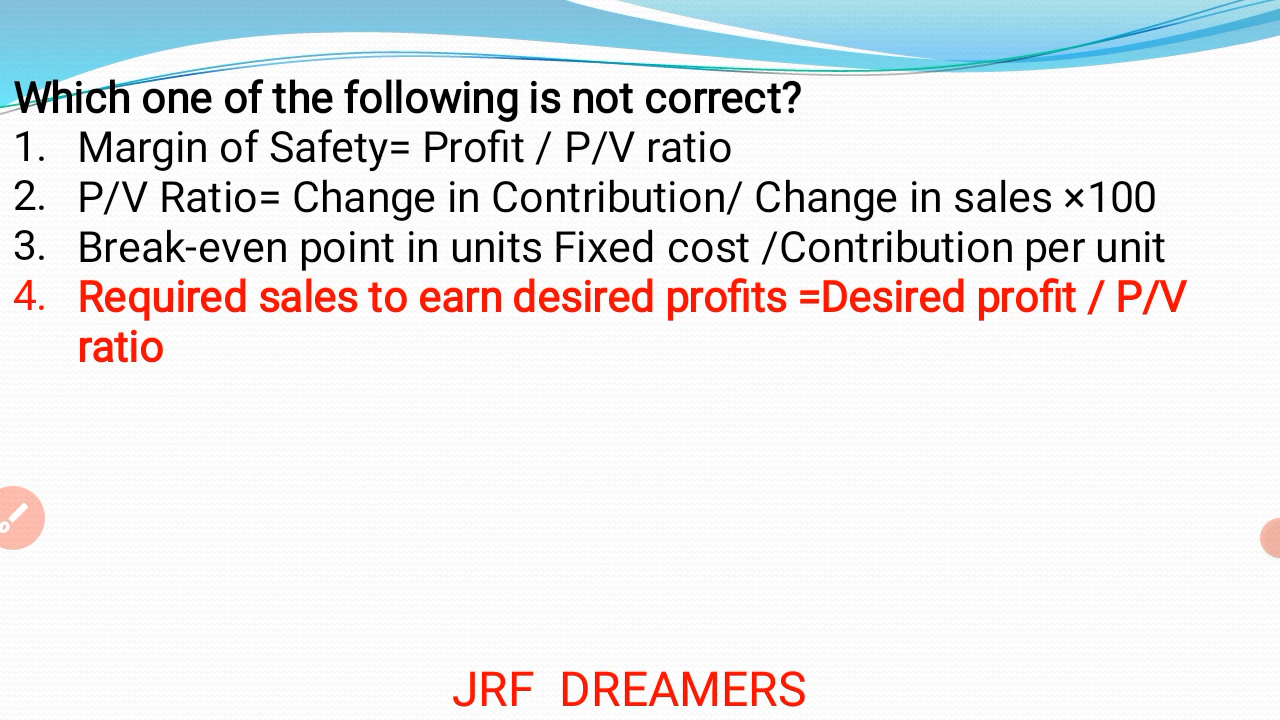 Which one of the following is not correct?
1. Margin of Safety= Profit / P/V ratio
2. P/V Ratio= Change in Contribution/ Change in sales ×100
3. Break-even point in units Fixed cost /Contribution per unit
4. Required sales to earn desired profits =Desired profit / P/V
ratio
JRF DREAMERS